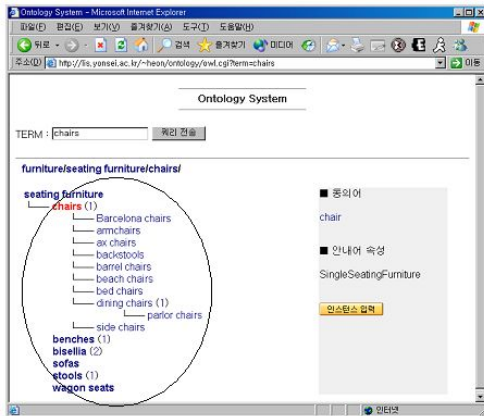 Ontology System - Microsoft Internet Explorer
파일(F) 편집(E) 보기(V) 즐겨찾기(A) 도구(T) 도움말(H)
뒤로 검색 즐겨찾기 미디어
주소(D) http://lis.yonsei.ac.kr/~heon/ontology/owl.cgi?term=chairs 이동
Ontology System
TERM : chairs 쿼리 전송
furniture/seating furniture/chairs/
seating furniture
chairs (1)
Barcelona chairs
armchairs
ax chairs
backstools
barrel chairs
beach chairs
bed chairs
dining chairs (1)
parlor chairs
side chairs
benches (1)
bisellia (2)
sofas
stools (1)
wagon seats
■ 동의어
chair
■ 안내어 속성
SingleSeatingFurniture
인스턴스 입력
인터넷